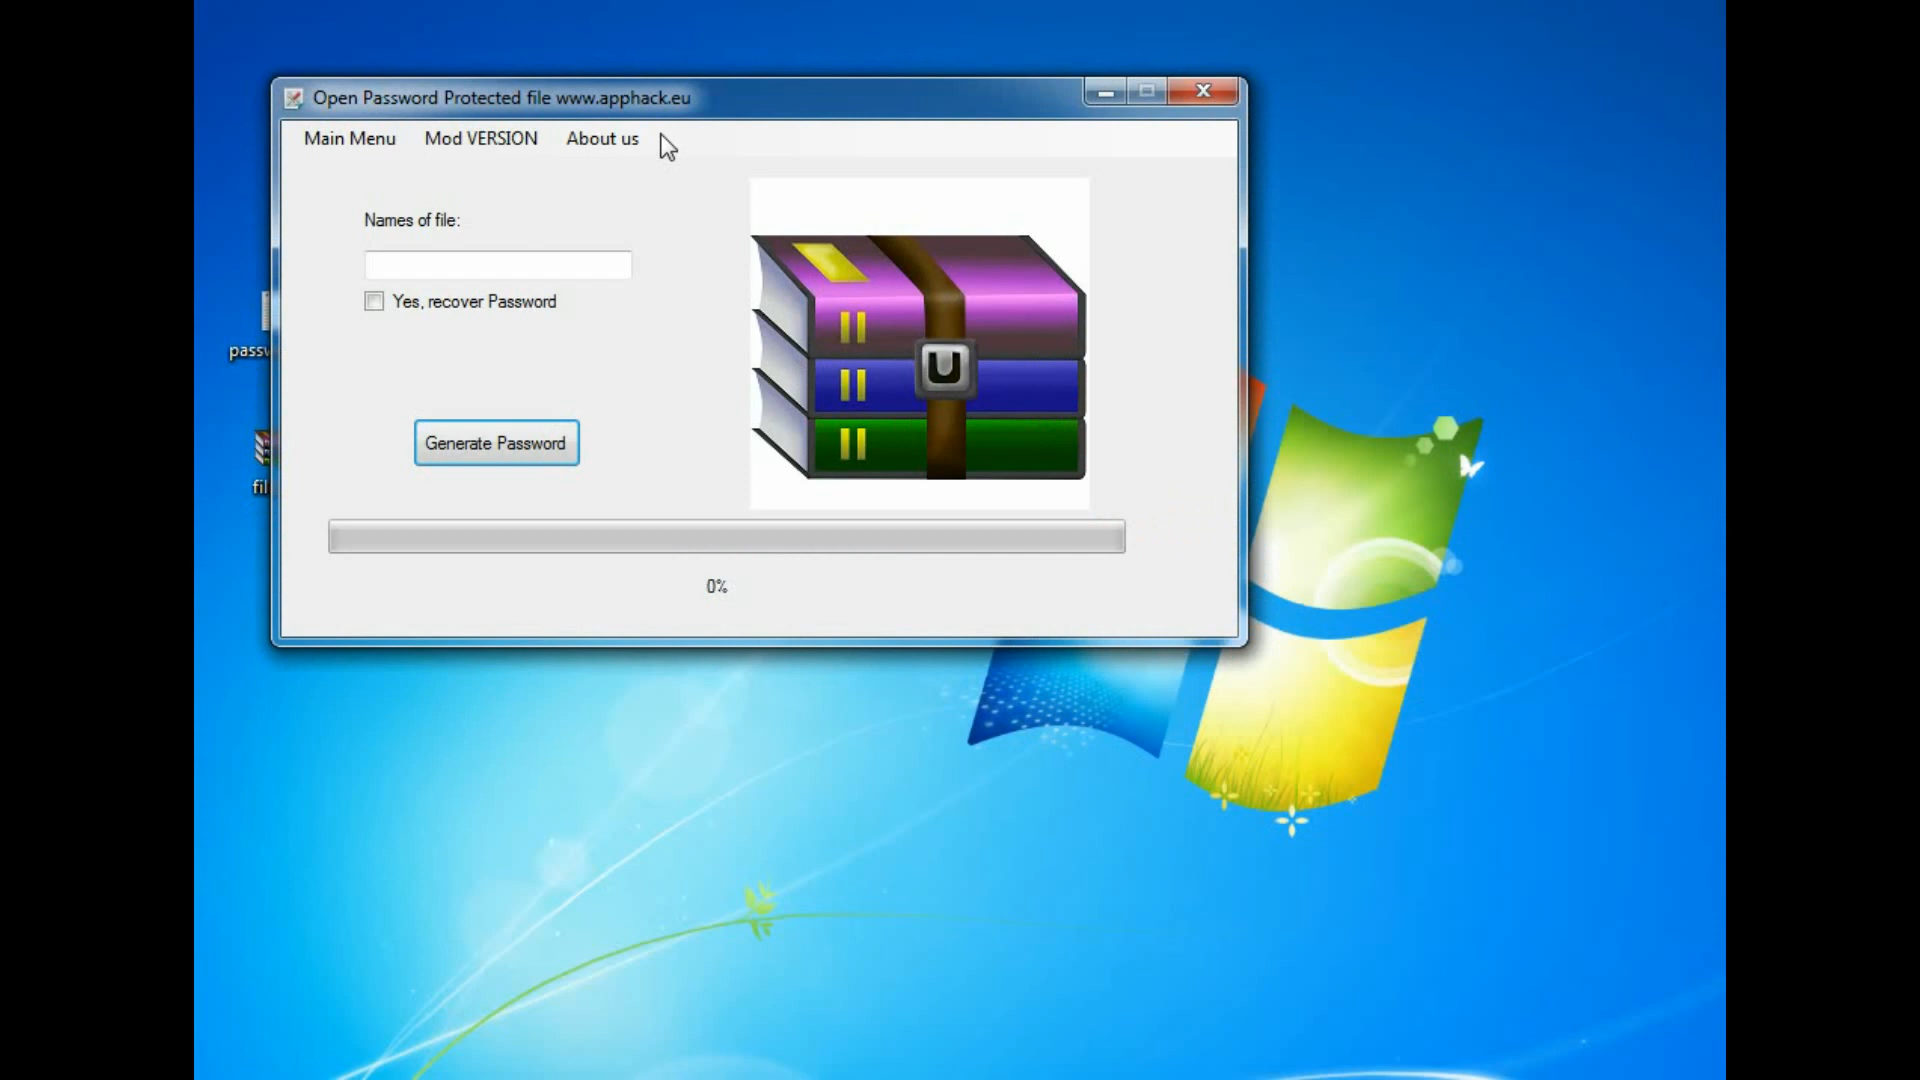 Open Password Protected file www.apphack.eu
Main Menu Mod VERSION About us
Names of file:
Yes, recover Password
Generate Password
0%